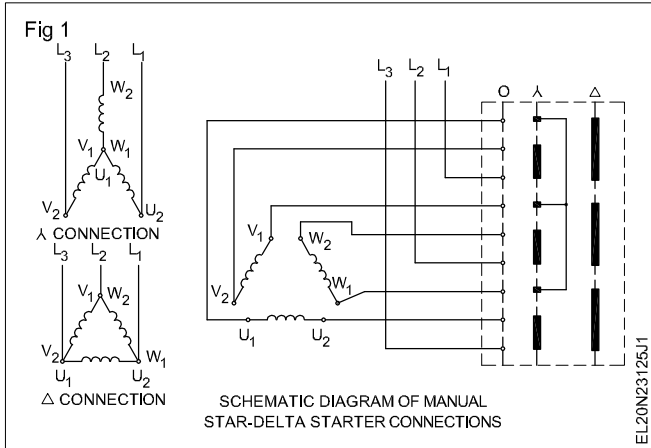 Fig 1
L3 L2 L1
W2
V1 W1
U1
V2 U2
⅄ CONNECTION
L3 L2 L1
V1 W2
V2 W1
U1 U2
△ CONNECTION
L3 L2 L1
O ⅄ △
V1 W2
V2 W1
U1 U2
SCHEMATIC DIAGRAM OF MANUAL
STAR-DELTA STARTER CONNECTIONS
EL20N23125J1